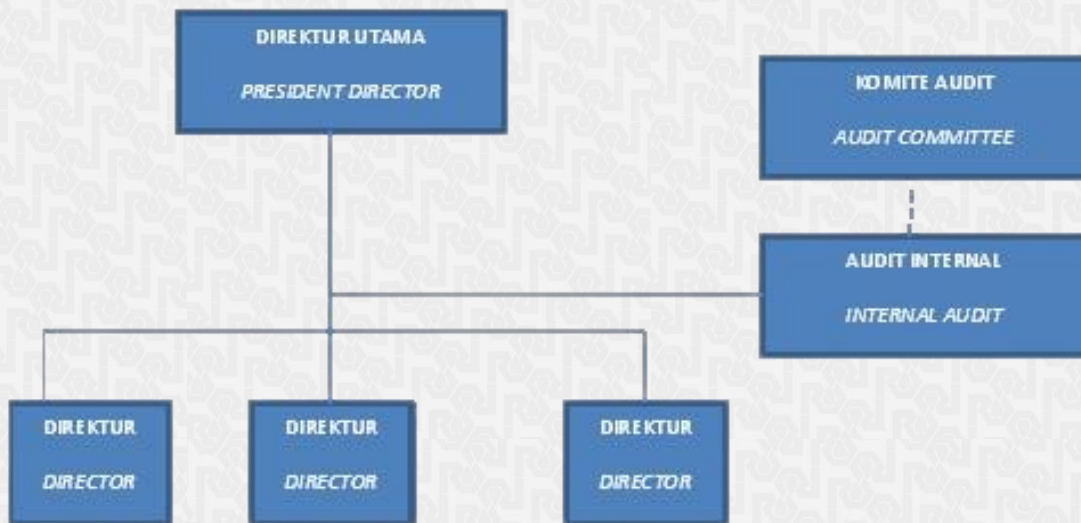 DIREKTUR UTAMA
PRESIDENT DIRECTOR
KOMITE AUDIT
AUDIT COMMITTEE
AUDIT INTERNAL
INTERNAL AUDIT
DIREKTUR
DIRECTOR
DIREKTUR
DIRECTOR
DIREKTUR
DIRECTOR